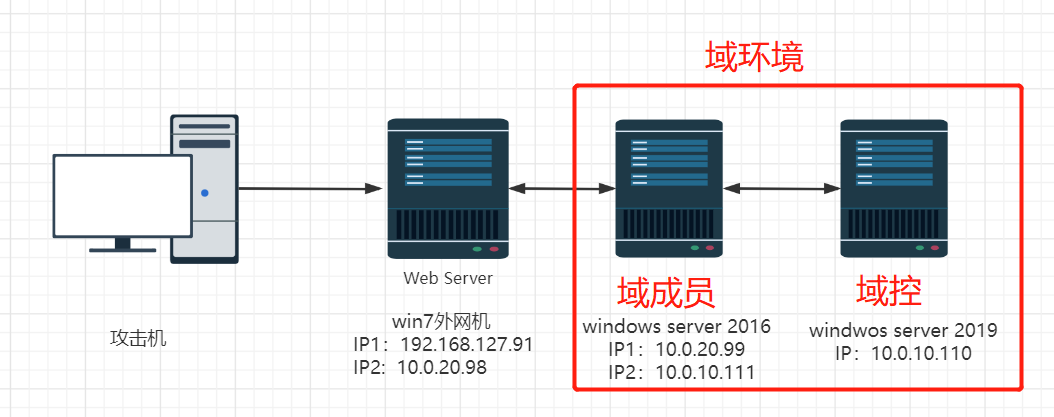 域环境
Web Server
攻击机
win7外网机
IP1：192.168.127.91
IP2: 10.0.20.98
域成员
windows server 2016
IP1：10.0.20.99
IP2：10.0.10.111
域控
windwos server 2019
IP：10.0.10.110